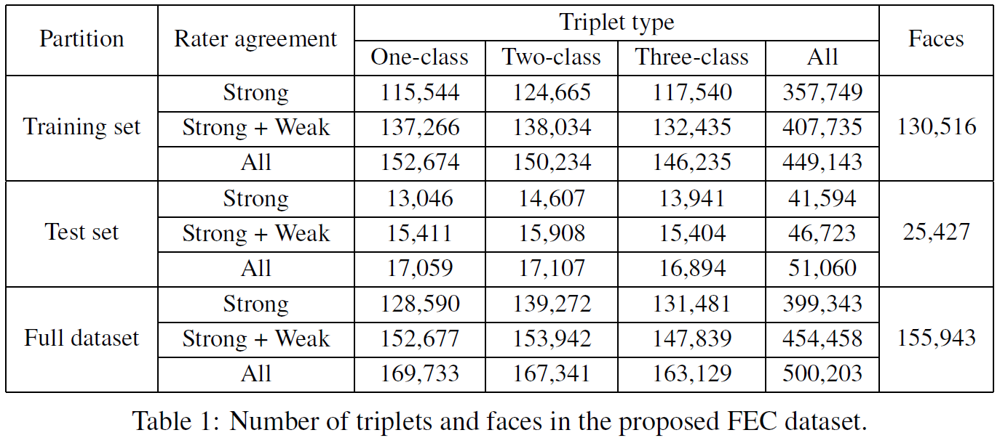 Partition Rater agreement Triplet type Faces
One-class Two-class Three-class All
Training set Strong 115,544 124,665 117,540 357,749 130,516
Strong + Weak 137,266 138,034 132,435 407,735
All 152,674 150,234 146,235 449,143
Test set Strong 13,046 14,607 13,941 41,594 25,427
Strong + Weak 15,411 15,908 15,404 46,723
All 17,059 17,107 16,894 51,060
Full dataset Strong 128,590 139,272 131,481 399,343 155,943
Strong + Weak 152,677 153,942 147,839 454,458
All 169,733 167,341 163,129 500,203
Table 1: Number of triplets and faces in the proposed FEC dataset.